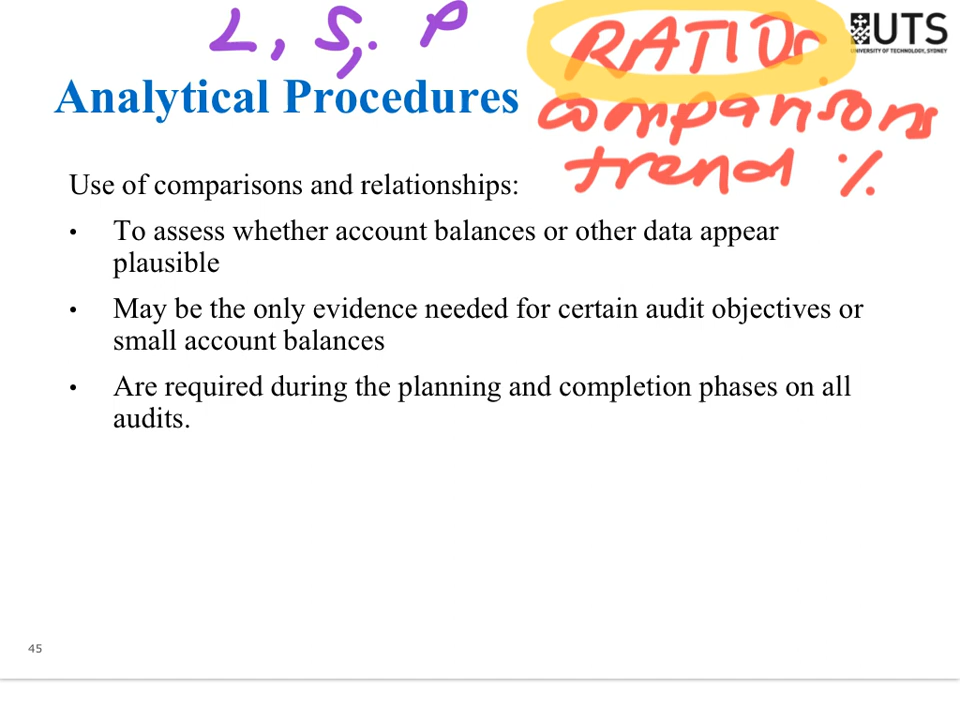 L, S, P
RATIOs
UTS
UNIVERSITY OF TECHNOLOGY, SYDNEY
Analytical Procedures
comparisons
trend %
Use of comparisons and relationships:
• To assess whether account balances or other data appear
plausible
• May be the only evidence needed for certain audit objectives or
small account balances
• Are required during the planning and completion phases on all
audits.
45